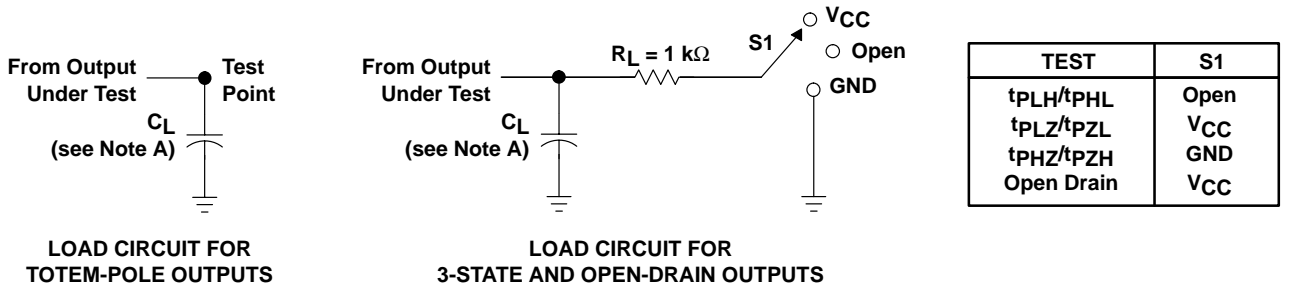 From Output
Under Test
Test
Point
CL
(see Note A)
LOAD CIRCUIT FOR
TOTEM-POLE OUTPUTS
From Output
Under Test
CL
(see Note A)
RL = 1 kΩ
S1
VCC
Open
GND
LOAD CIRCUIT FOR
3-STATE AND OPEN-DRAIN OUTPUTS
TEST S1
tPLH/tPHL Open
tPLZ/tPZL VCC
tPHZ/tPZH GND
Open Drain VCC